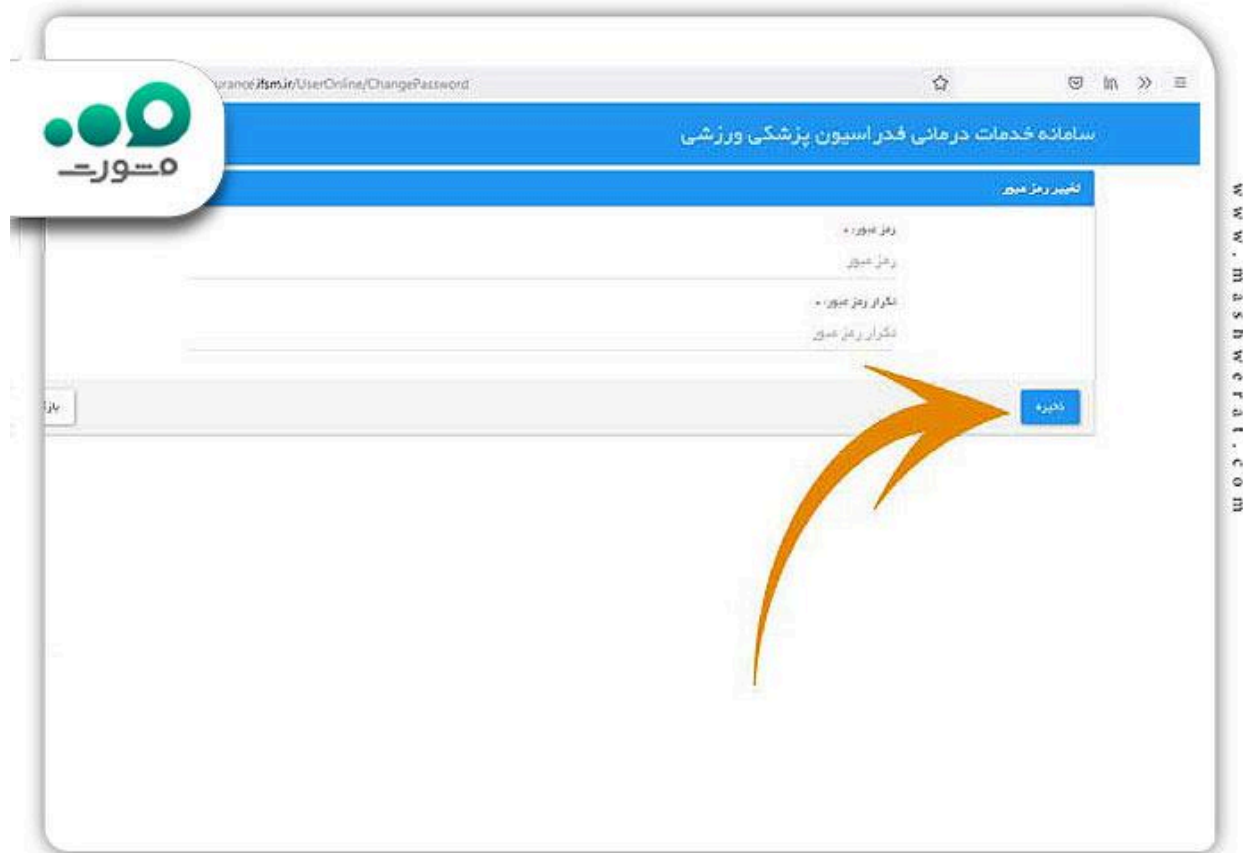 urance.ifsm.ir/UserOnline/ChangePassword
مشورت
سامانه خدمات درمانی فدراسیون پزشکی ورزشی
تغییر رمز عبور
رمز عبور: *
رمز عبور
تکرار رمز عبور: *
تکرار رمز عبور
ذخیره
www.mashwerat.com